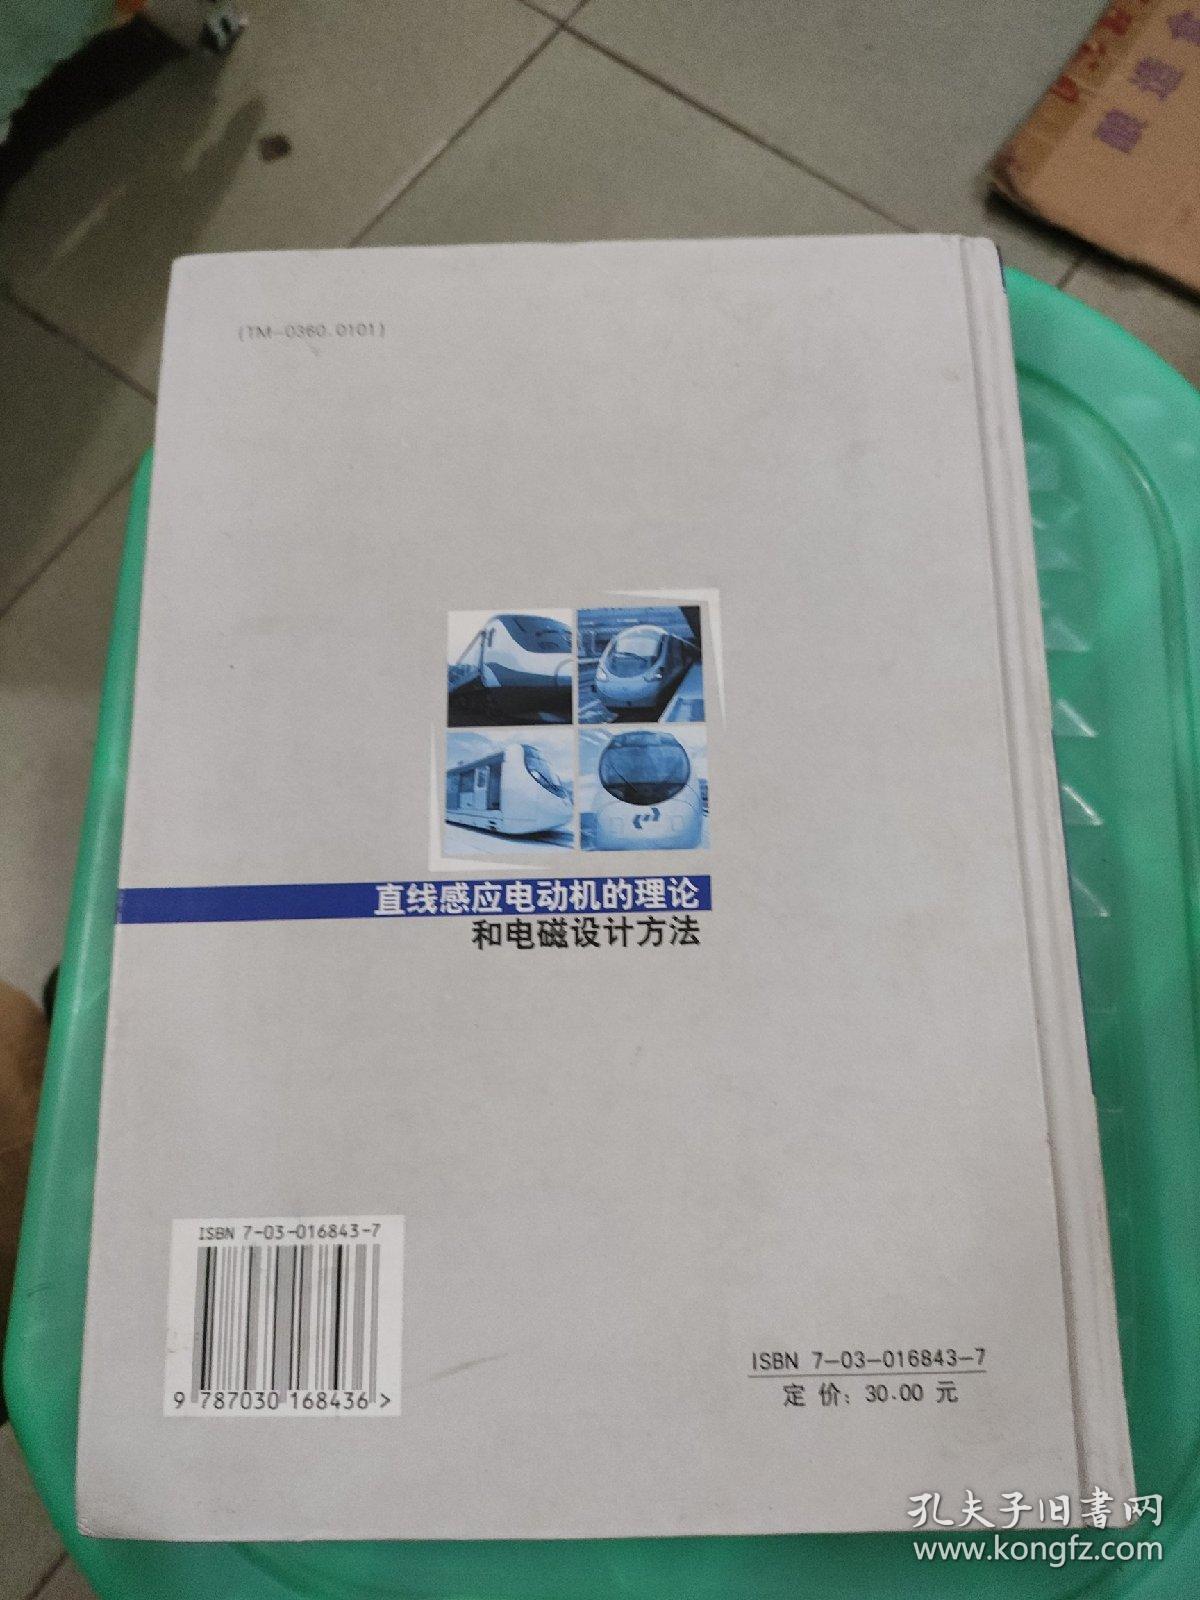 (TM-0360.0101)
直线感应电动机的理论
和电磁设计方法
ISBN 7-03-016843-7
9 787030 168436 >
ISBN 7-03-016843-7
定 价: 30.00 元
孔夫子旧书网
www.kongfz.com